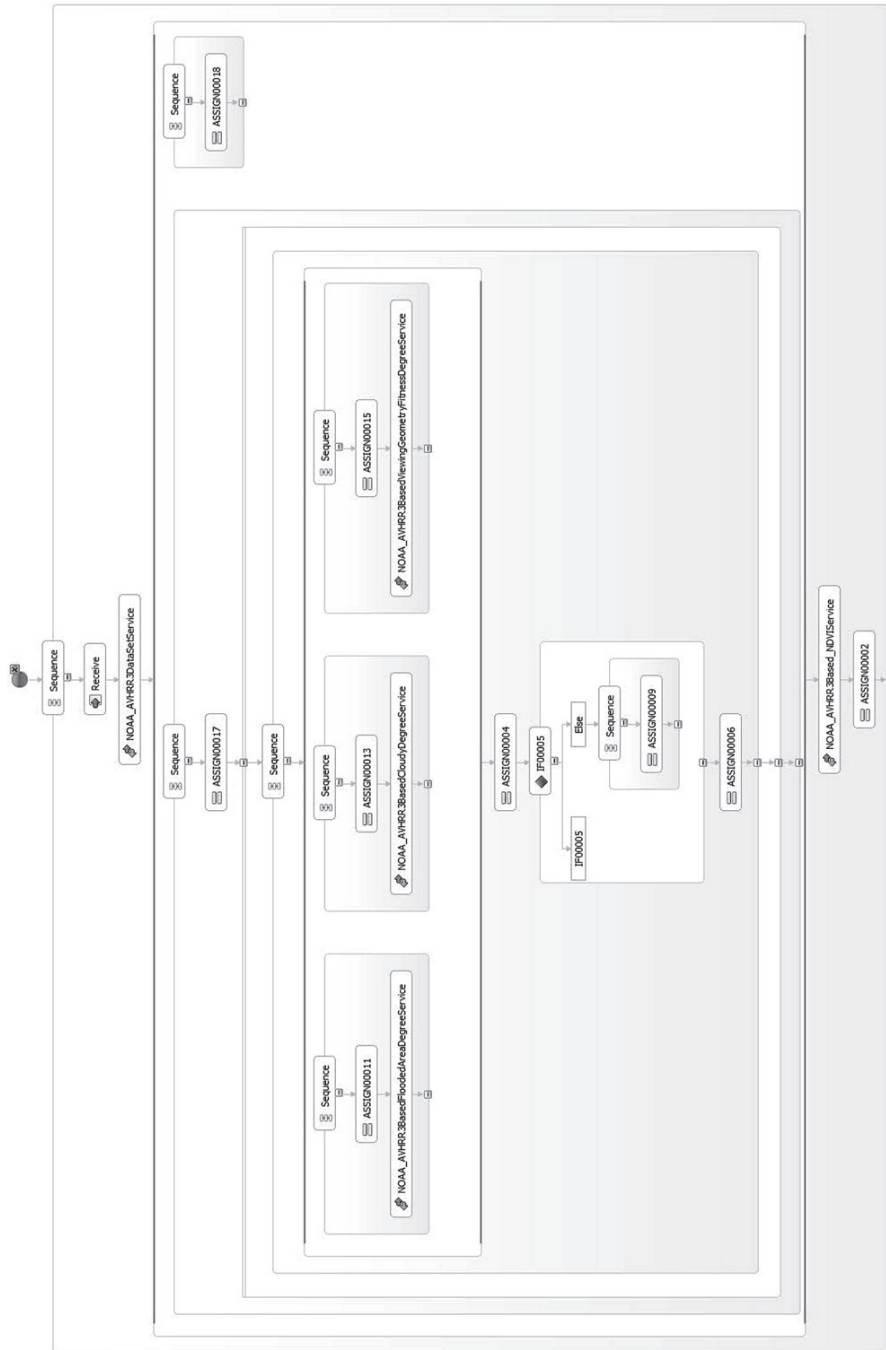 Sequence
Receive
NOAA_AVHRR3DataSetService
Sequence
ASSIGN00017
Sequence
Sequence
ASSIGN00011
NOAA_AVHRR3BasedFloodedAreaDegreeService
Sequence
ASSIGN00013
NOAA_AVHRR3BasedCloudyDegreeService
Sequence
ASSIGN00015
NOAA_AVHRR3BasedViewingGeometryFitnessDegreeService
ASSIGN00004
IF00005
IF00005
Else
Sequence
ASSIGN00009
ASSIGN00006
Sequence
ASSIGN00018
NOAA_AVHRR3Based_NDVIService
ASSIGN00002